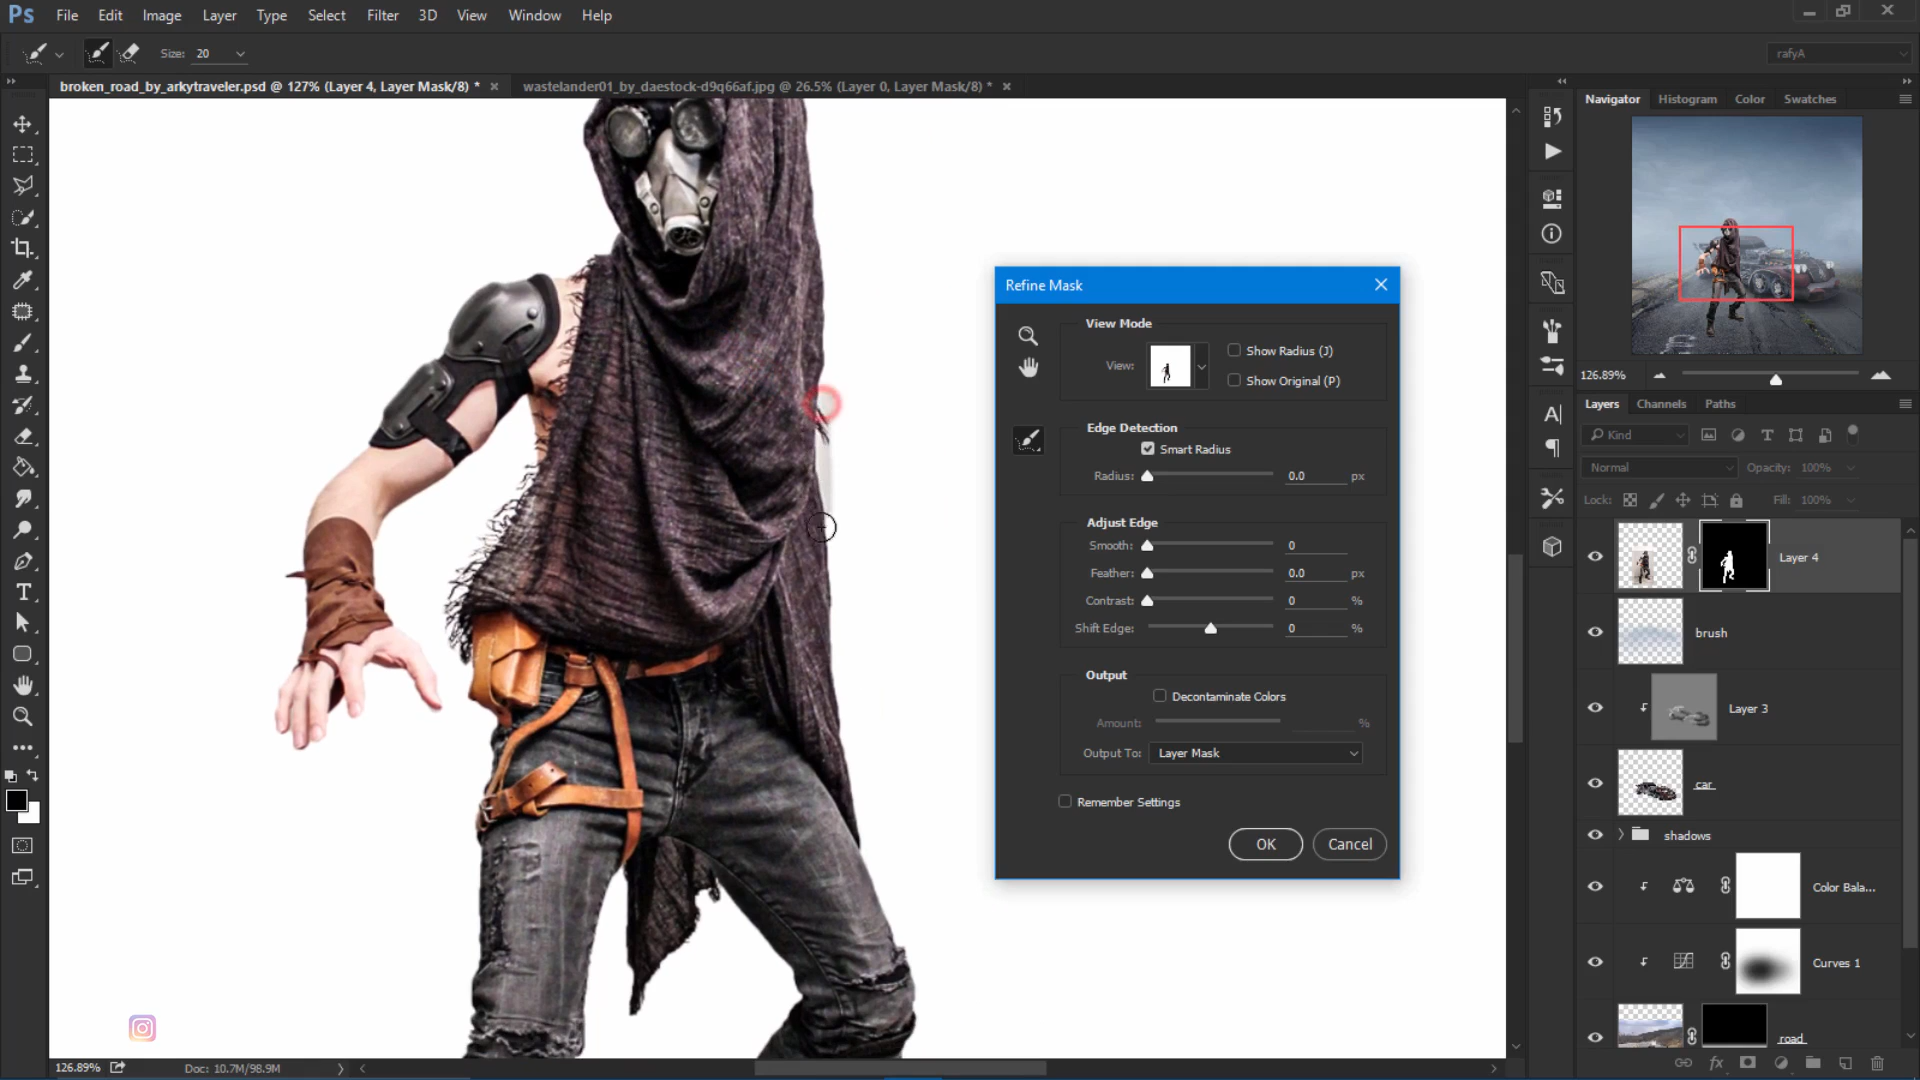 Ps File Edit Image Layer Type Select Filter 3D View Window Help
Size: 20
rafyA
broken_road_by_arkytraveler.psd @ 127% (Layer 4, Layer Mask/8) *
wastelander01_by_daestock-d9q66af.jpg @ 26.5% (Layer 0, Layer Mask/8) *
Navigator Histogram Color Swatches
126.89%
Layers Channels Paths
Kind
Normal Opacity: 100%
Lock: Fill: 100%
Layer 4
brush
Layer 3
car
shadows
Color Bala...
Curves 1
road
Refine Mask
View Mode
View:
Show Radius (J)
Show Original (P)
Edge Detection
Smart Radius
Radius: 0.0 px
Adjust Edge
Smooth: 0
Feather: 0.0 px
Contrast: 0 %
Shift Edge: 0 %
Output
Decontaminate Colors
Amount: %
Output To: Layer Mask
Remember Settings
OK Cancel
126.89% Doc: 10.7M/98.9M